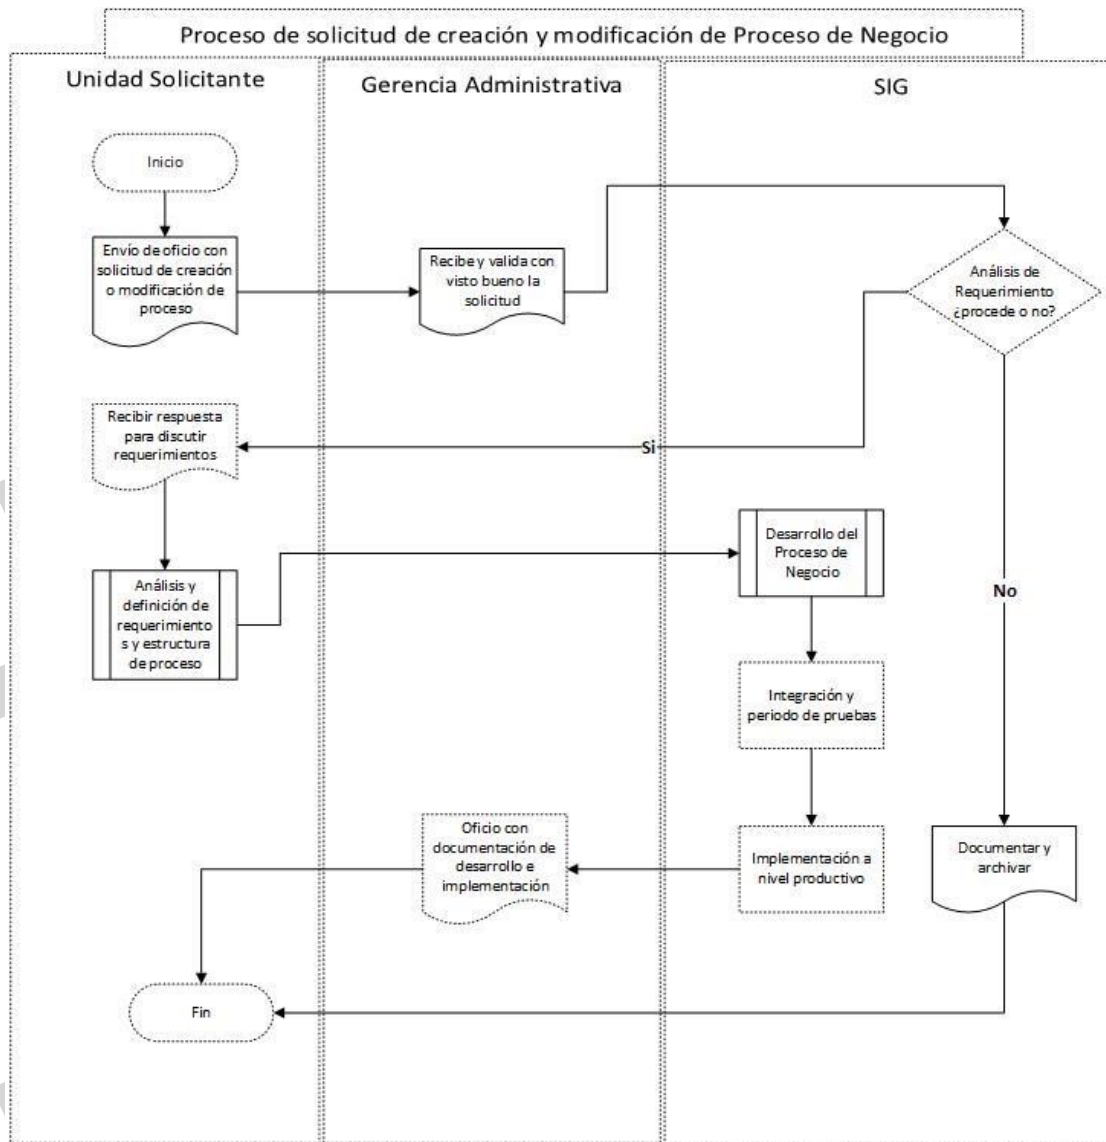 Proceso de solicitud de creación y modificación de Proceso de Negocio
Unidad Solicitante
Gerencia Administrativa
SIG
Inicio
Envío de oficio con
solicitud de creación
o modificación de
proceso
Recibe y valida con
visto bueno la
solicitud
Análisis de
Requerimiento
¿procede o no?
Recibir respuesta
para discutir
requerimientos
Si
Análisis y
definición de
requerimiento
s y estructura
de proceso
Desarrollo del
Proceso de
Negocio
No
Integración y
periodo de pruebas
Oficio con
documentación de
desarrollo e
implementación
Implementación a
nivel productivo
Documentar y
archivar
Fin